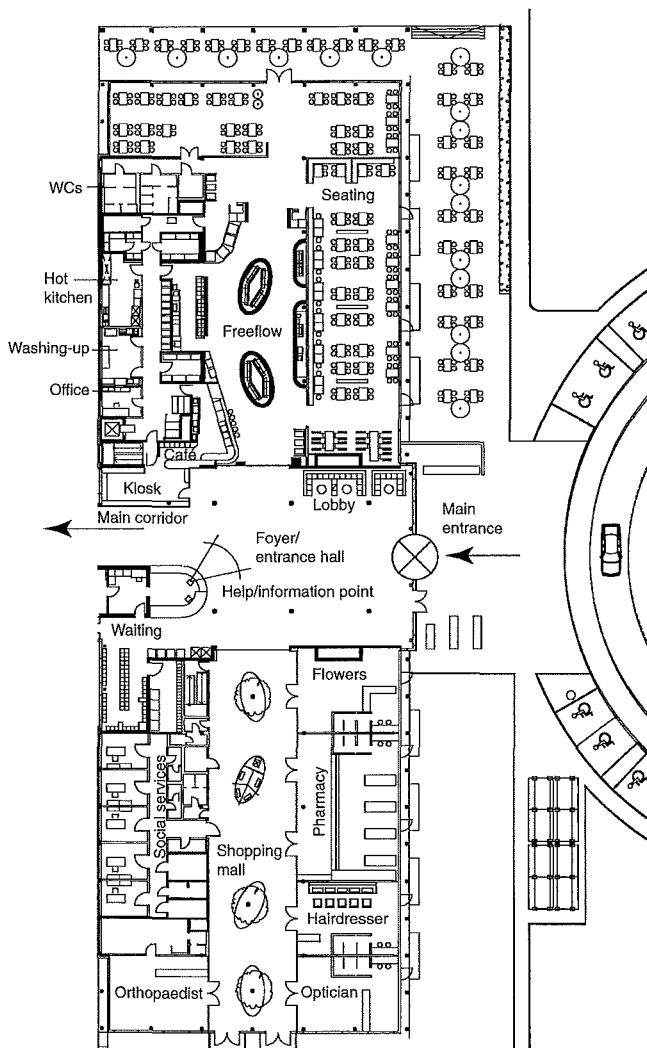 WCs
Seating
Hot
kitchen
Freeflow
Washing-up
Office
Café
Kiosk
Lobby
Main corridor
Main
entrance
Foyer/
entrance hall
Help/information point
Waiting
Flowers
Social services
Pharmacy
Shopping
mall
Hairdresser
Orthopaedist
Optician